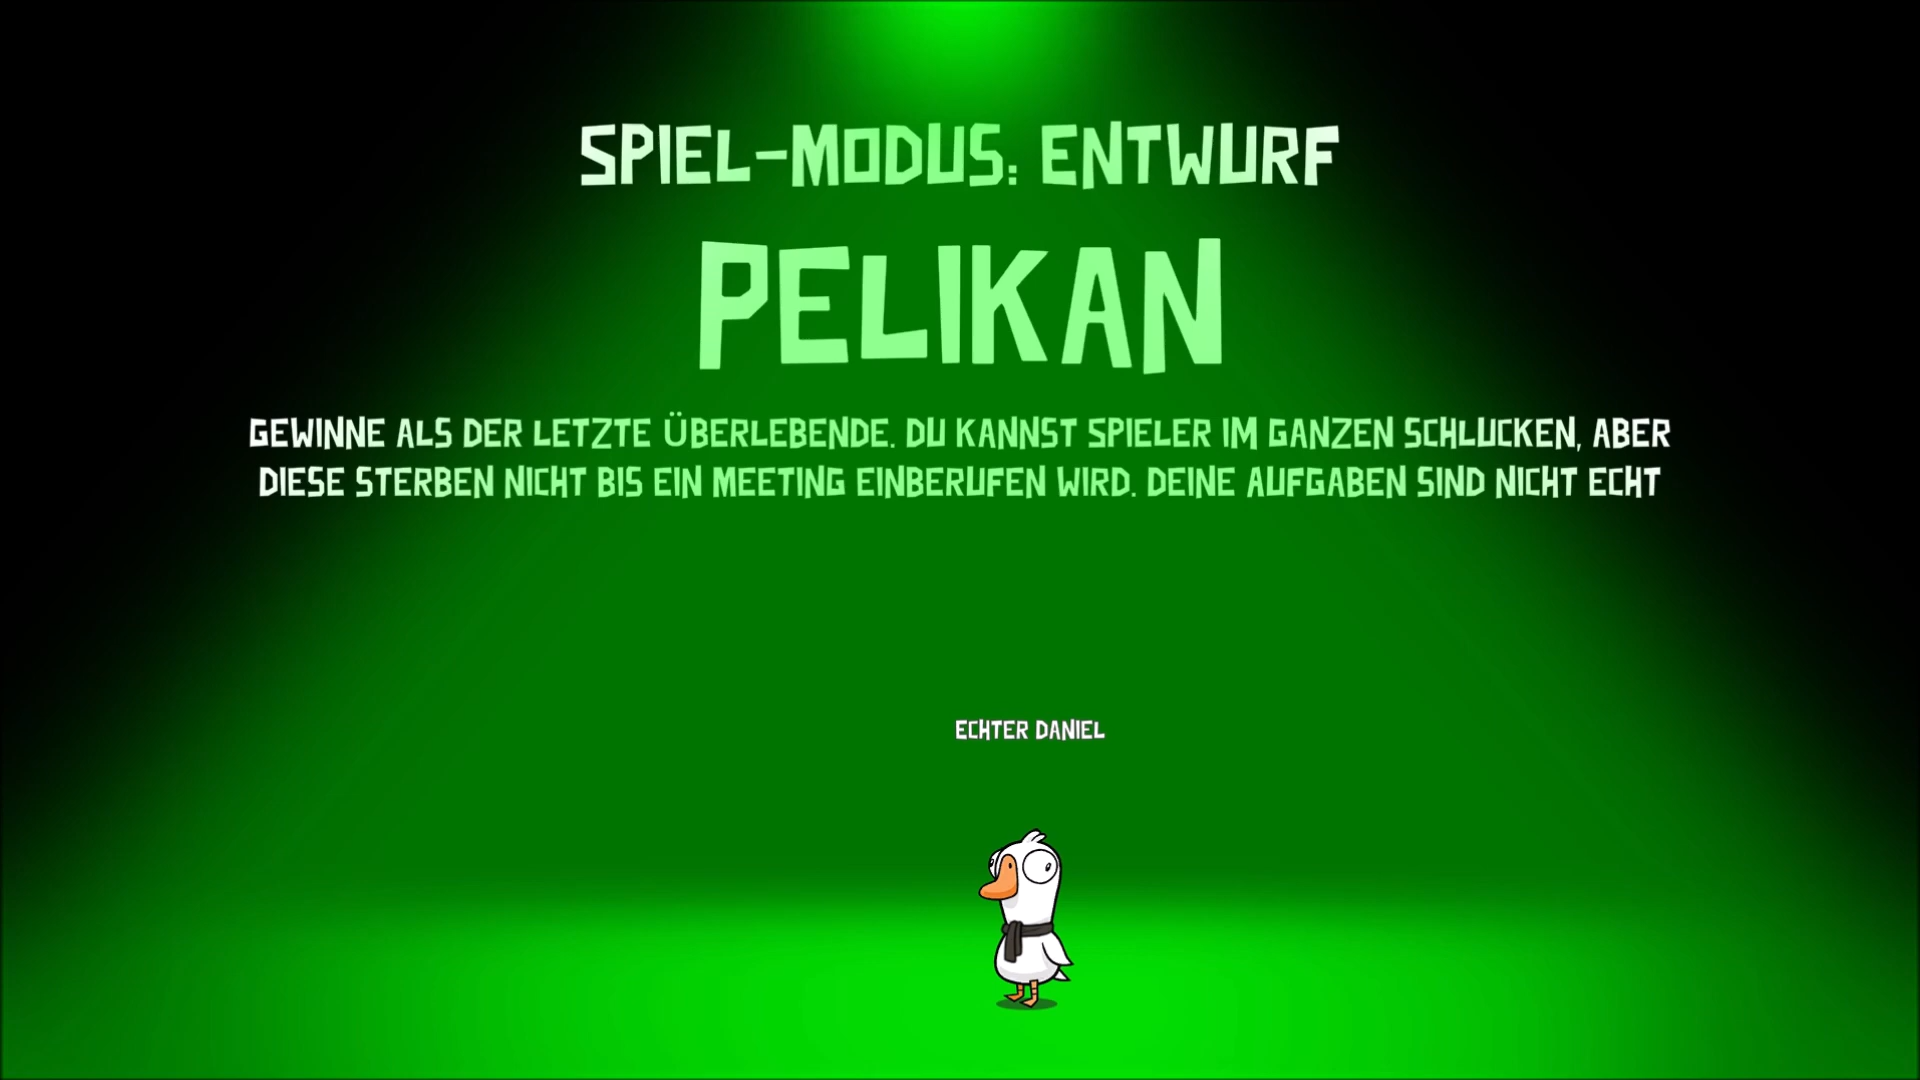 SPIEL-MODUS: ENTWURF
PELIKAN
GEWINNE ALS DER LETZTE ÜBERLEBENDE. DU KANNST SPIELER IM GANZEN SCHLUCKEN, ABER
DIESE STERBEN NICHT BIS EIN MEETING EINBERUFEN WIRD. DEINE AUFGABEN SIND NICHT ECHT
ECHTER DANIEL